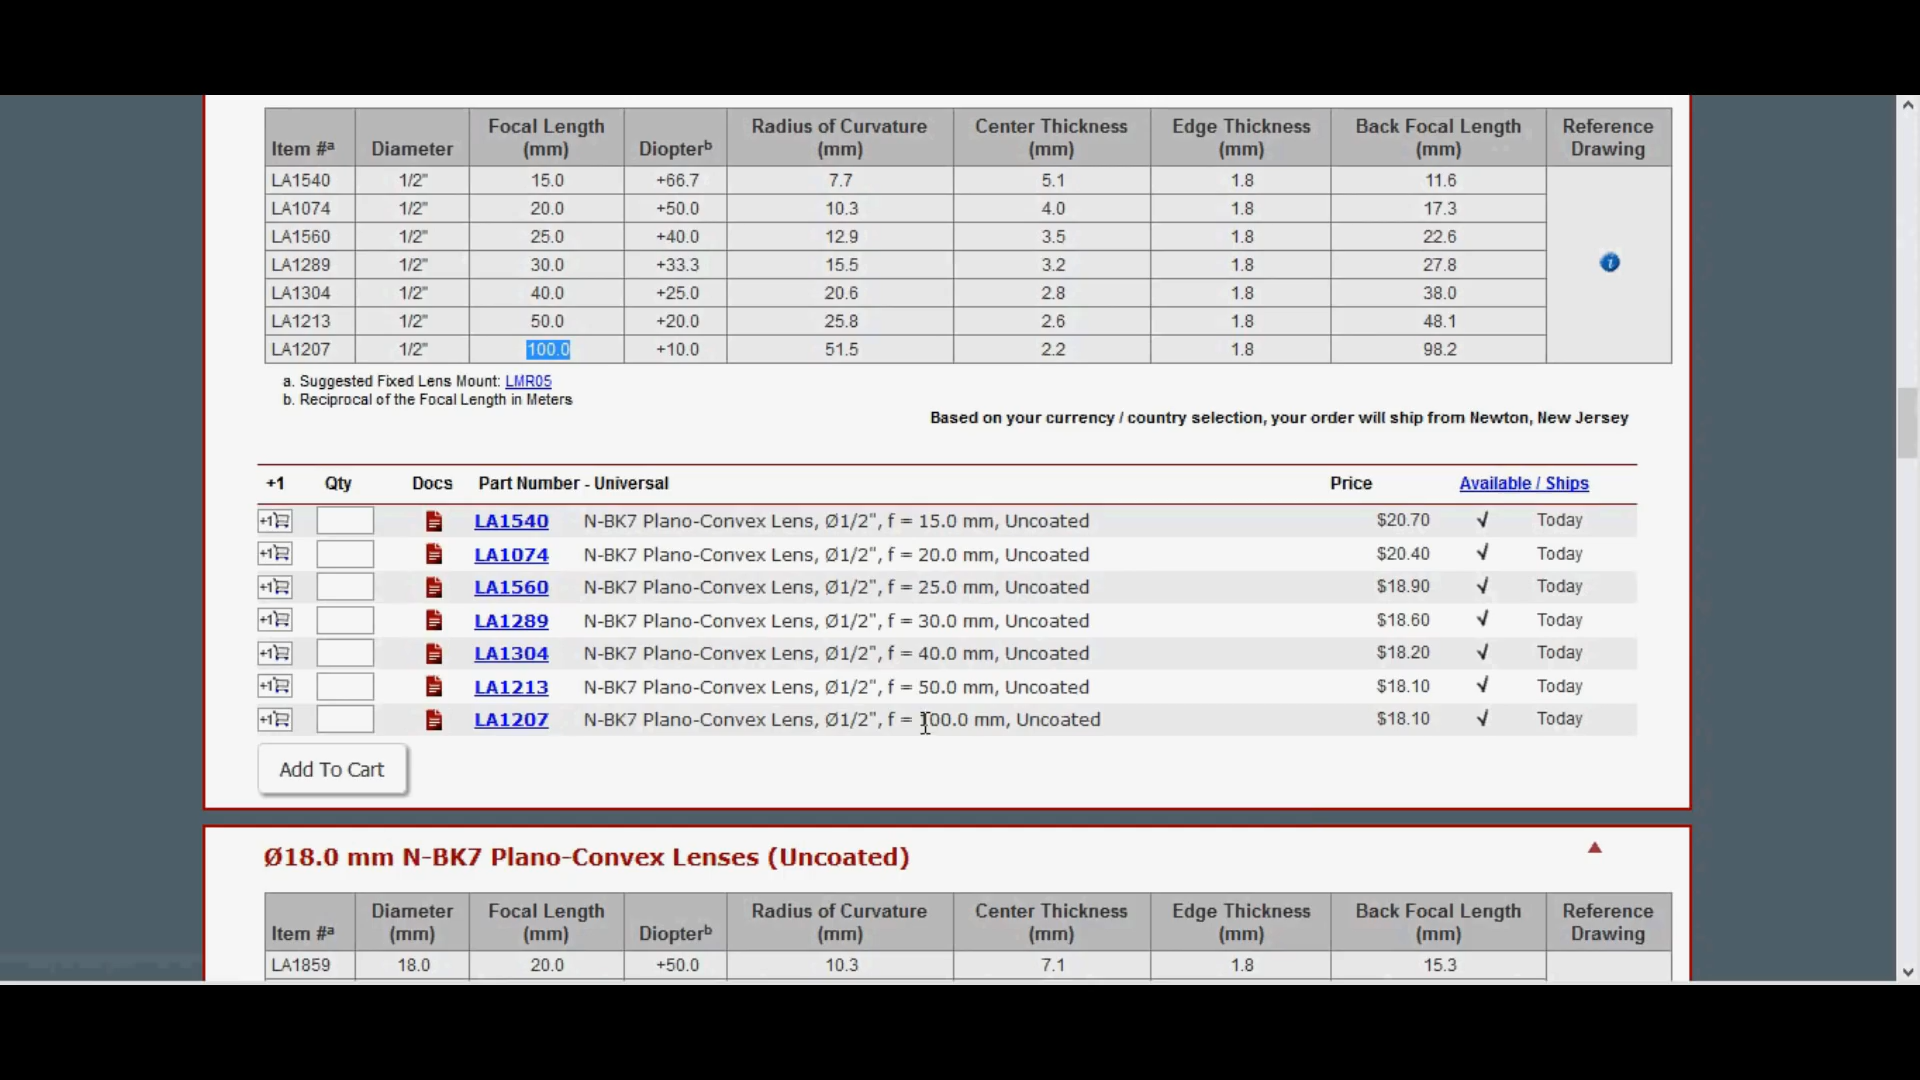 Item #a Diameter Focal Length (mm) Diopterb Radius of Curvature (mm) Center Thickness (mm) Edge Thickness (mm) Back Focal Length (mm) Reference Drawing
LA1540 1/2" 15.0 +66.7 7.7 5.1 1.8 11.6
LA1074 1/2" 20.0 +50.0 10.3 4.0 1.8 17.3
LA1560 1/2" 25.0 +40.0 12.9 3.5 1.8 22.6
LA1289 1/2" 30.0 +33.3 15.5 3.2 1.8 27.8
LA1304 1/2" 40.0 +25.0 20.6 2.8 1.8 38.0
LA1213 1/2" 50.0 +20.0 25.8 2.6 1.8 48.1
LA1207 1/2" 100.0 +10.0 51.5 2.2 1.8 98.2
a. Suggested Fixed Lens Mount: LMR05
b. Reciprocal of the Focal Length in Meters
Based on your currency / country selection, your order will ship from Newton, New Jersey
+1 Qty Docs Part Number - Universal Price Available / Ships
+1 LA1540 N-BK7 Plano-Convex Lens, Ø1/2", f = 15.0 mm, Uncoated $20.70 √ Today
+1 LA1074 N-BK7 Plano-Convex Lens, Ø1/2", f = 20.0 mm, Uncoated $20.40 √ Today
+1 LA1560 N-BK7 Plano-Convex Lens, Ø1/2", f = 25.0 mm, Uncoated $18.90 √ Today
+1 LA1289 N-BK7 Plano-Convex Lens, Ø1/2", f = 30.0 mm, Uncoated $18.60 √ Today
+1 LA1304 N-BK7 Plano-Convex Lens, Ø1/2", f = 40.0 mm, Uncoated $18.20 √ Today
+1 LA1213 N-BK7 Plano-Convex Lens, Ø1/2", f = 50.0 mm, Uncoated $18.10 √ Today
+1 LA1207 N-BK7 Plano-Convex Lens, Ø1/2", f = 100.0 mm, Uncoated $18.10 √ Today
Add To Cart
Ø18.0 mm N-BK7 Plano-Convex Lenses (Uncoated)
Item #a Diameter (mm) Focal Length (mm) Diopterb Radius of Curvature (mm) Center Thickness (mm) Edge Thickness (mm) Back Focal Length (mm) Reference Drawing
LA1859 18.0 20.0 +50.0 10.3 7.1 1.8 15.3